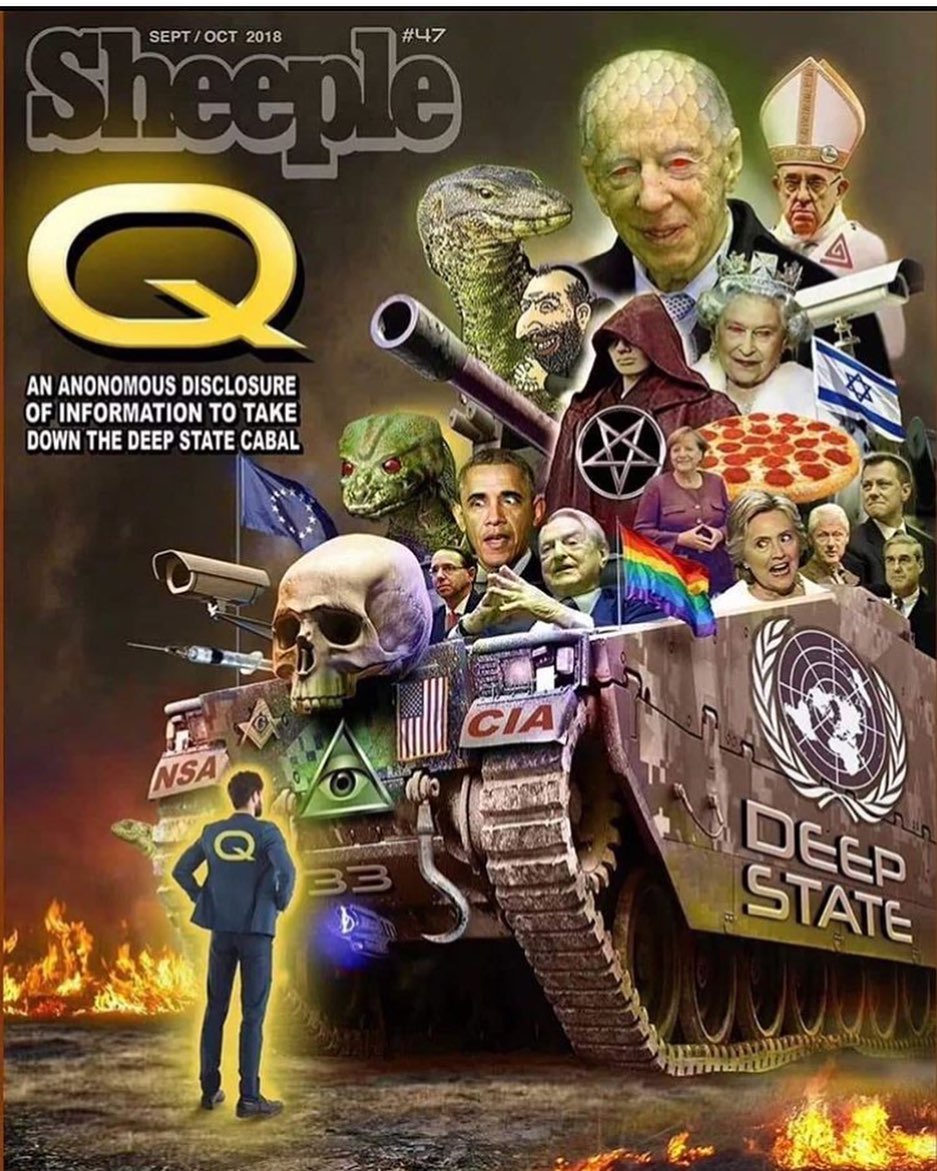 SEPT / OCT 2018
#47
Sheeple
Q
AN ANONOMOUS DISCLOSURE
OF INFORMATION TO TAKE
DOWN THE DEEP STATE CABAL
CIA
NSA
G
Q
33
DEEP
STATE